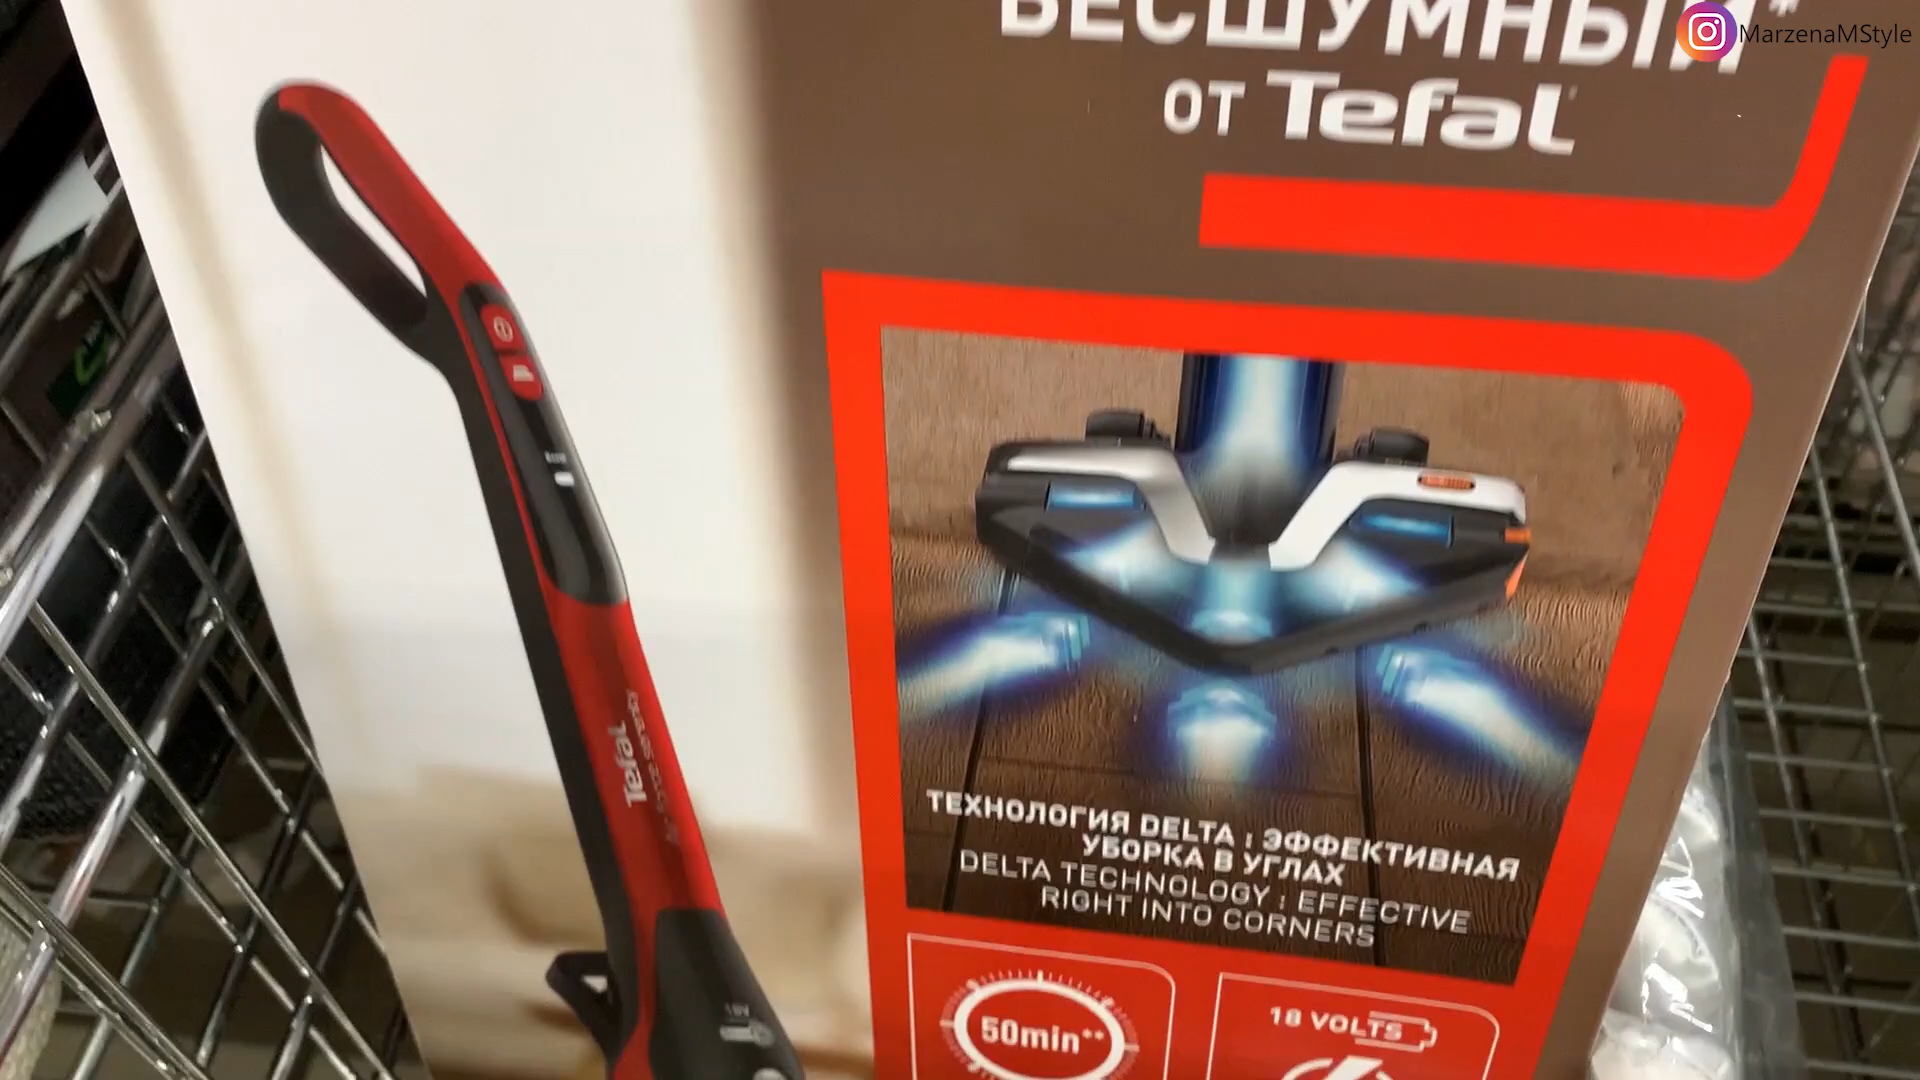 БЕСШУМНЫЙ*
MarzenaMStyle
ОТ Tefal
ТЕХНОЛОГИЯ DELTA : ЭФФЕКТИВНАЯ
УБОРКА В УГЛАХ
DELTA TECHNOLOGY : EFFECTIVE
RIGHT INTO CORNERS
50min**
18 VOLTS
Tefal
18V